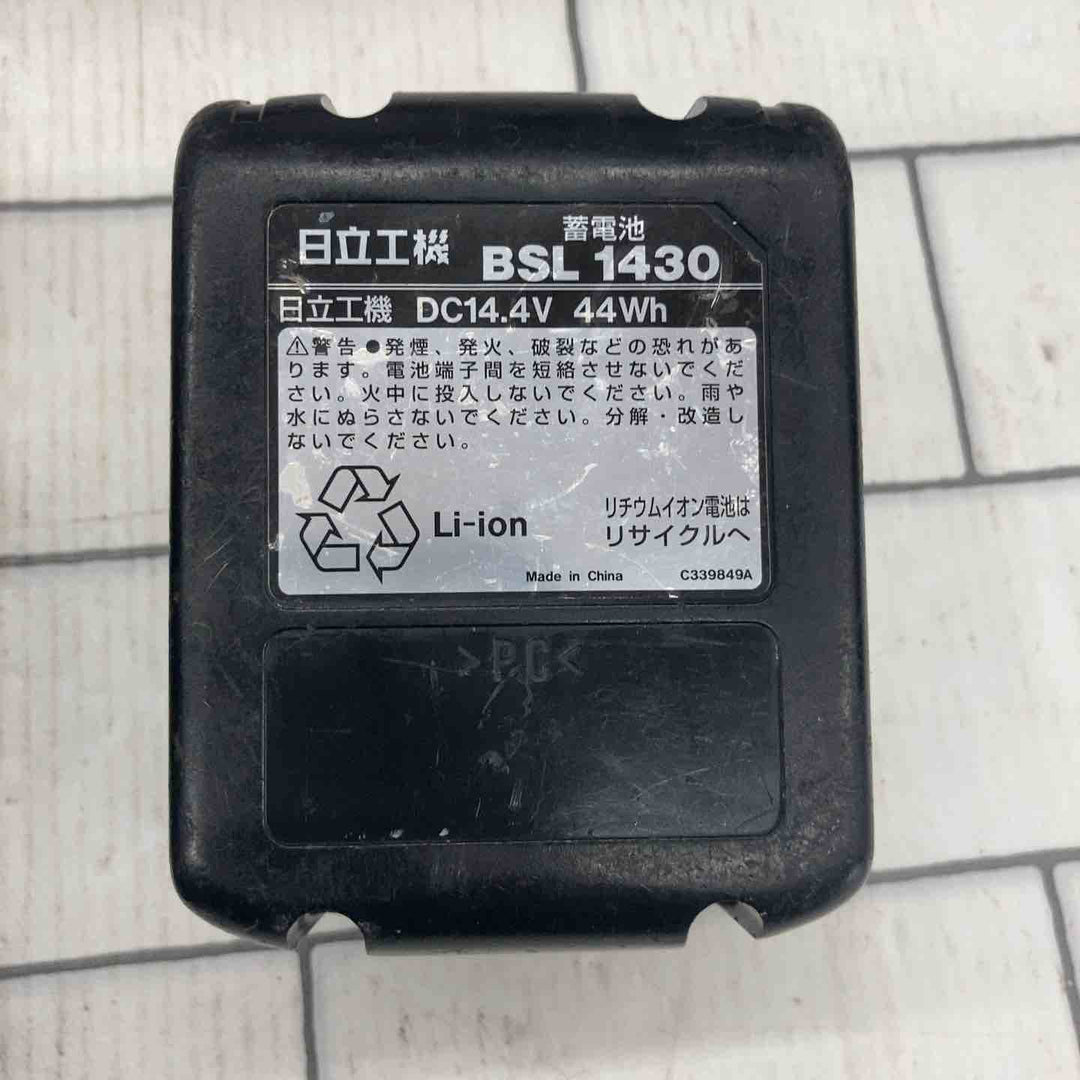 日立工機
蓄電池
BSL 1430
日立工機 DC14.4V 44Wh
⚠警告●発煙、発火、破裂などの恐れがあ
ります。電池端子間を短絡させないでくだ
さい。火中に投入しないでください。雨や
水にぬらさないでください。分解・改造し
ないでください。
Li-ion
リチウムイオン電池は
リサイクルへ
Made in China C339849A
>PC<